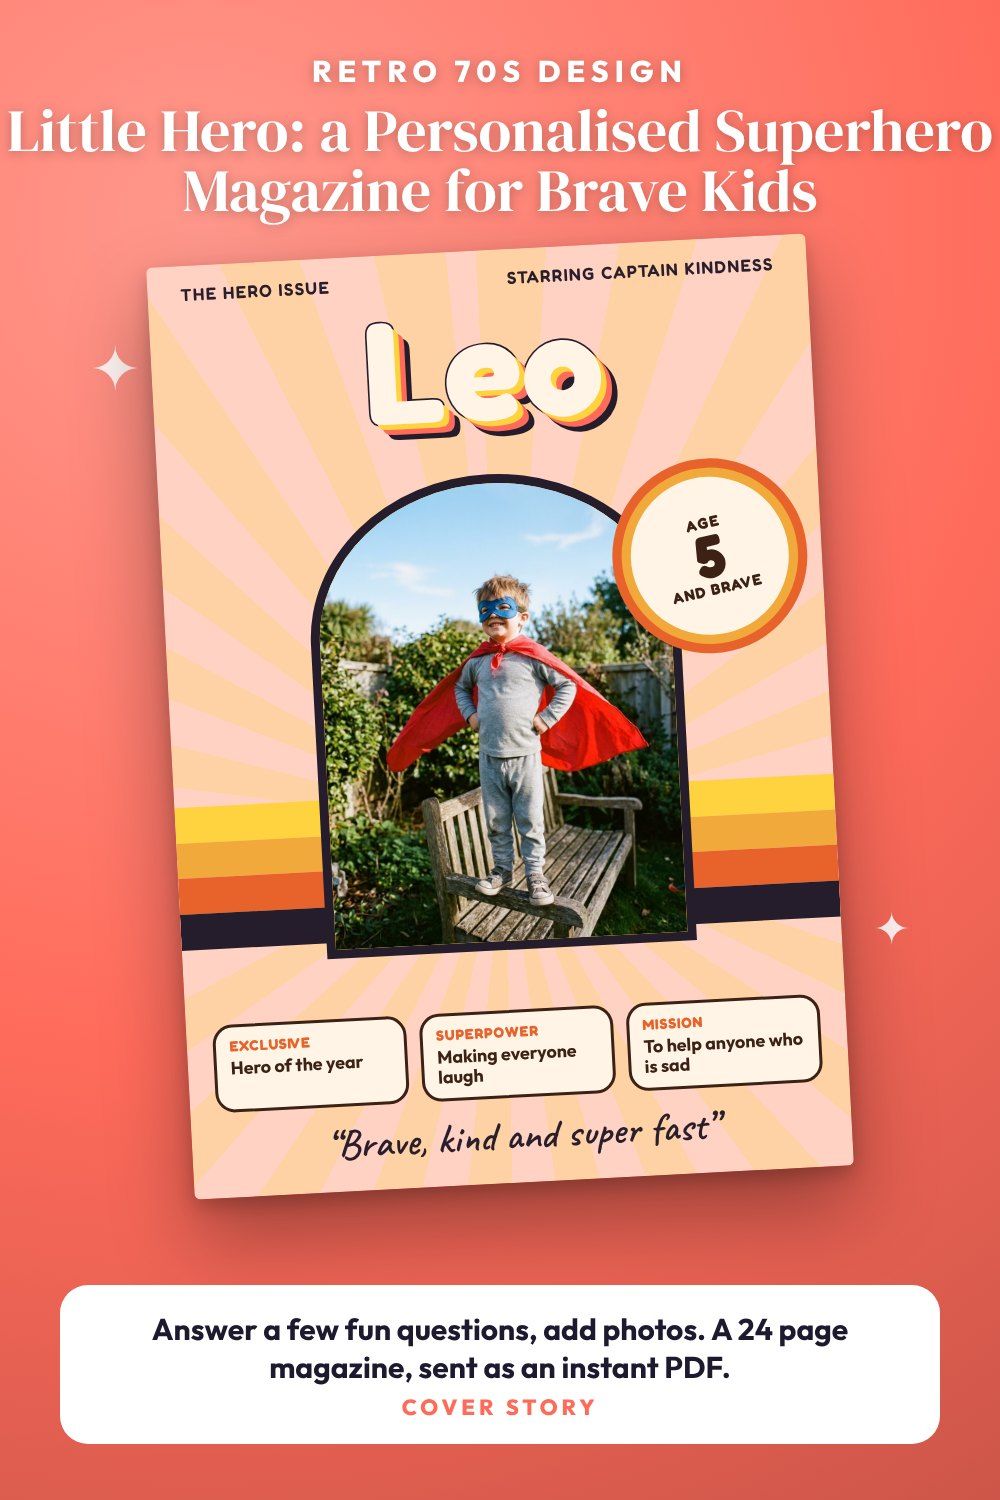 RETRO 70S DESIGN
Little Hero: a Personalised Superhero
Magazine for Brave Kids
THE HERO ISSUE
STARRING CAPTAIN KINDNESS
Leo
AGE
5
AND BRAVE
EXCLUSIVE
Hero of the year
SUPERPOWER
Making everyone
laugh
MISSION
To help anyone who
is sad
“Brave, kind and super fast”
Answer a few fun questions, add photos. A 24 page
magazine, sent as an instant PDF.
COVER STORY